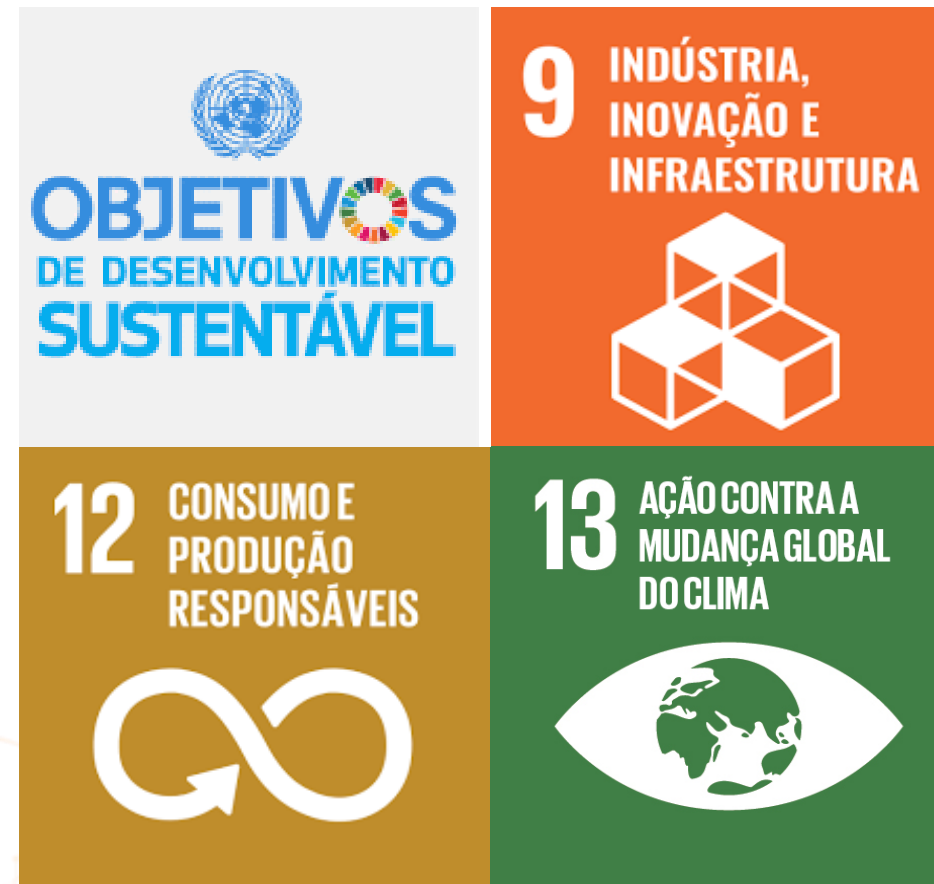 OBJETIVOS
DE DESENVOLVIMENTO
SUSTENTÁVEL
9
INDÚSTRIA,
INOVAÇÃO E
INFRAESTRUTURA
12
CONSUMO E
PRODUÇÃO
RESPONSÁVEIS
13
AÇÃO CONTRA A
MUDANÇA GLOBAL
DO CLIMA